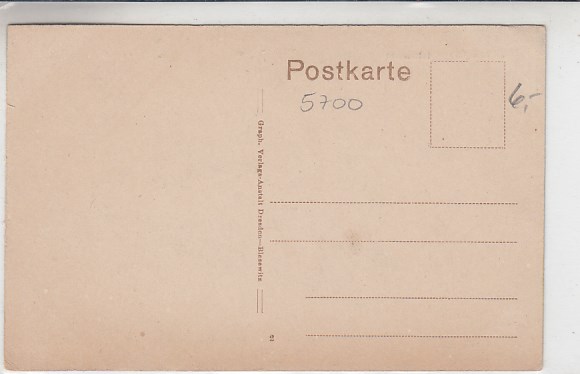 Postkarte
5700
6,-
Graph. Verlags-Anstalt Dresden—Blasewitz